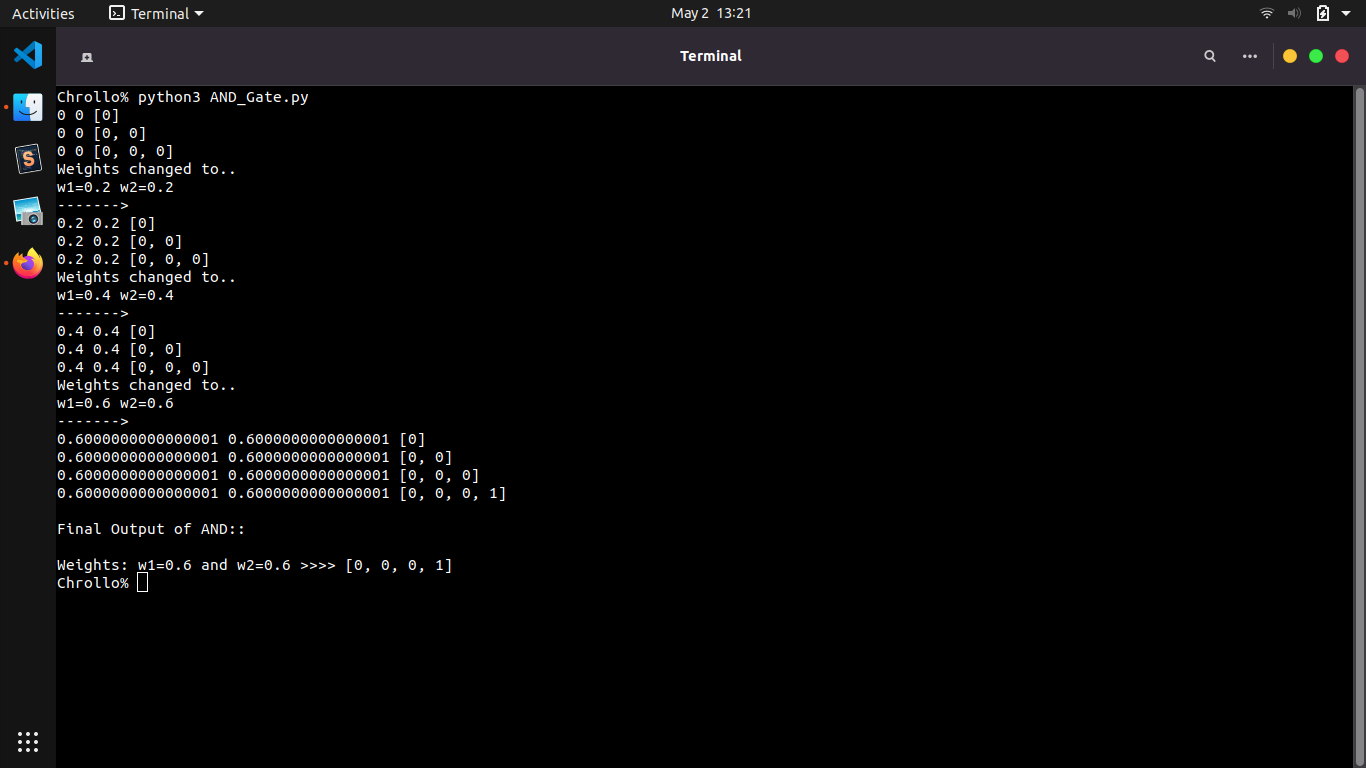 Activities Terminal May 2 13:21
Terminal
Chrollo% python3 AND_Gate.py
0 0 [0]
0 0 [0, 0]
0 0 [0, 0, 0]
Weights changed to..
w1=0.2 w2=0.2
------->
0.2 0.2 [0]
0.2 0.2 [0, 0]
0.2 0.2 [0, 0, 0]
Weights changed to..
w1=0.4 w2=0.4
------->
0.4 0.4 [0]
0.4 0.4 [0, 0]
0.4 0.4 [0, 0, 0]
Weights changed to..
w1=0.6 w2=0.6
------->
0.6000000000000001 0.6000000000000001 [0]
0.6000000000000001 0.6000000000000001 [0, 0]
0.6000000000000001 0.6000000000000001 [0, 0, 0]
0.6000000000000001 0.6000000000000001 [0, 0, 0, 1]
Final Output of AND::
Weights: w1=0.6 and w2=0.6 >>>> [0, 0, 0, 1]
Chrollo%